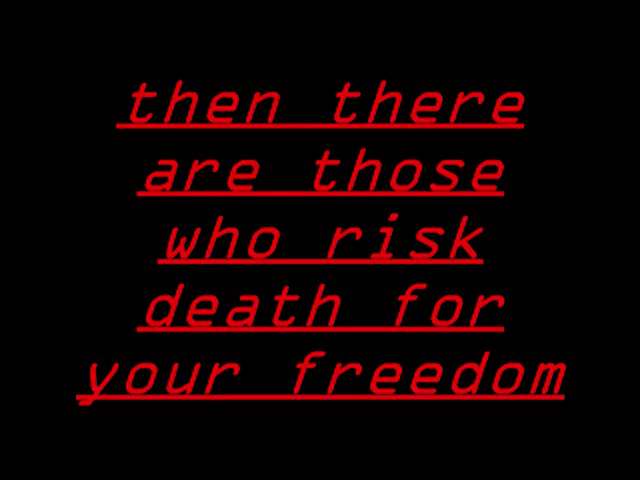 then there
are those
who risk
death for
your freedom